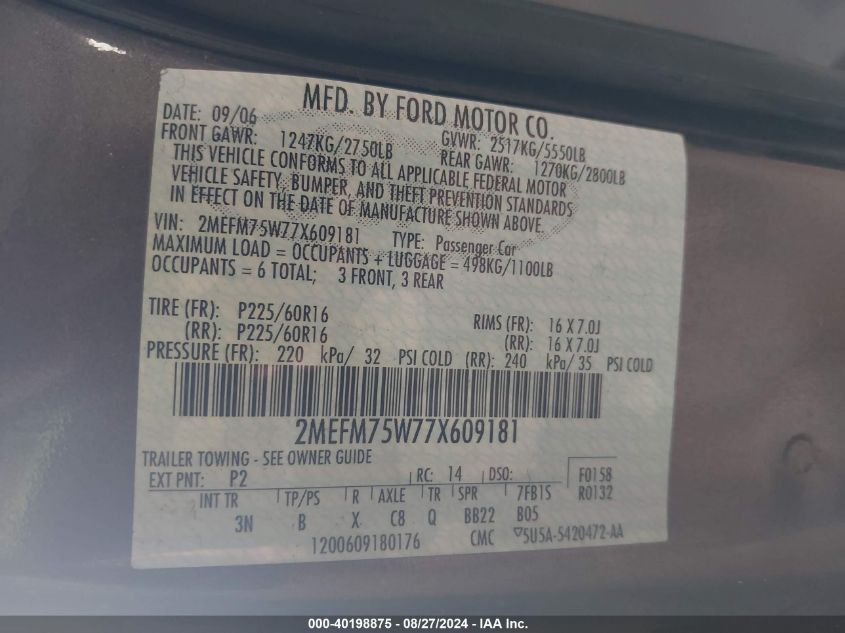 MFD. BY FORD MOTOR CO.
DATE: 09/06 GVWR: 2517KG/5550LB
FRONT GAWR: 1247KG/2750LB REAR GAWR: 1270KG/2800LB
THIS VEHICLE CONFORMS TO ALL APPLICABLE FEDERAL MOTOR
VEHICLE SAFETY, BUMPER, AND THEFT PREVENTION STANDARDS
IN EFFECT ON THE DATE OF MANUFACTURE SHOWN ABOVE.
VIN: 2MEFM75W77X609181 TYPE: Passenger Car
MAXIMUM LOAD = OCCUPANTS + LUGGAGE = 498KG/1100LB
OCCUPANTS = 6 TOTAL; 3 FRONT, 3 REAR
TIRE (FR): P225/60R16 RIMS (FR): 16 X 7.0J
(RR): P225/60R16 (RR): 16 X 7.0J
PRESSURE (FR): 220 kPa/ 32 PSI COLD (RR): 240 kPa/ 35 PSI COLD
2MEFM75W77X609181
TRAILER TOWING - SEE OWNER GUIDE
EXT PNT: P2 RC: 14 DSO: F0158
INT TR TP/PS R AXLE TR SPR 7FB1S R0132
3N B X C8 Q BB22 B05
1200609180176 CMC 5U5A-5420472-AA
000-40198875 - 08/27/2024 - IAAI Inc.